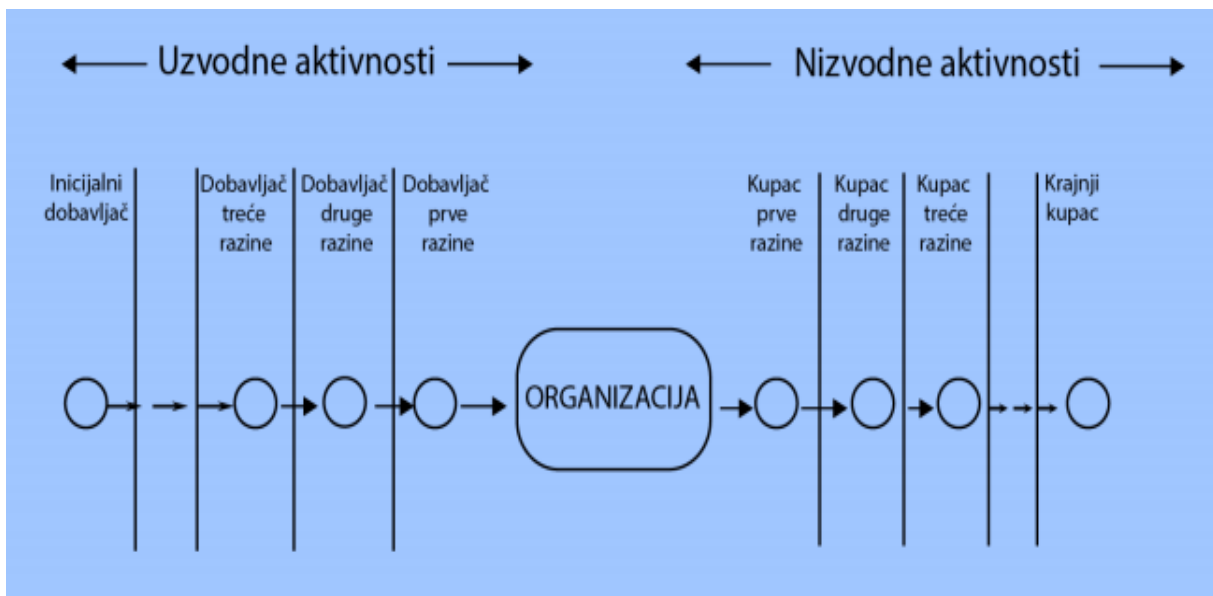 Uzvodne aktivnosti
Nizvodne aktivnosti
Inicijalni
dobavljač
Dobavljač
treće
razine
Dobavljač
druge
razine
Dobavljač
prve
razine
Kupac
prve
razine
Kupac
druge
razine
Kupac
treće
razine
Krajnji
kupac
ORGANIZACIJA